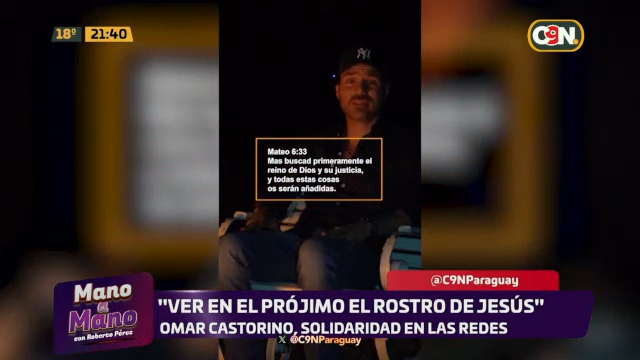 18º
21:40
C9N
NY
Mateo 6:33
Mas buscad primeramente el
reino de Dios y su justicia,
y todas estas cosas
os serán añadidas.
@C9NParaguay
Mano
a
Mano
con Roberto Pérez
"VER EN EL PRÓJIMO EL ROSTRO DE JESÚS"
OMAR CASTORINO, SOLIDARIDAD EN LAS REDES
X @C9NParaguay